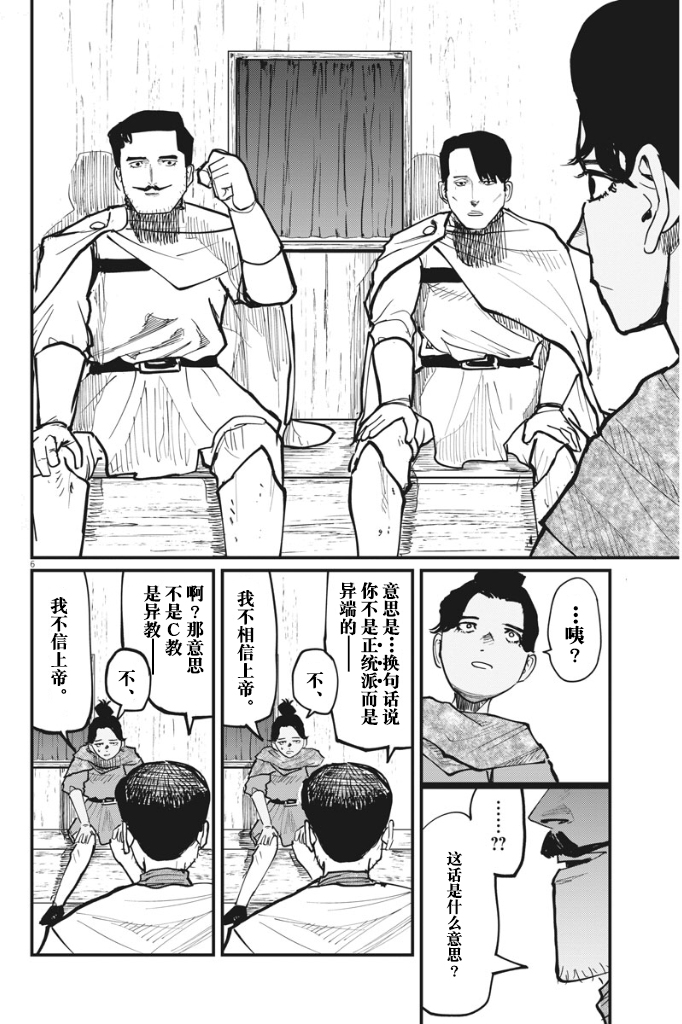 …咦？
……??
这话是什么意思？
意思是…换句话说
你不是正统派而是
异端的——
不、
我不相信上帝。
啊？那意思
不是C教
是异教——
不、
我不信上帝。
6